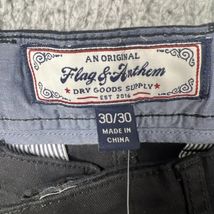 AN ORIGINAL
Flag & Anthem
DRY GOODS SUPPLY
EST 2016
30/30
MADE IN
CHINA